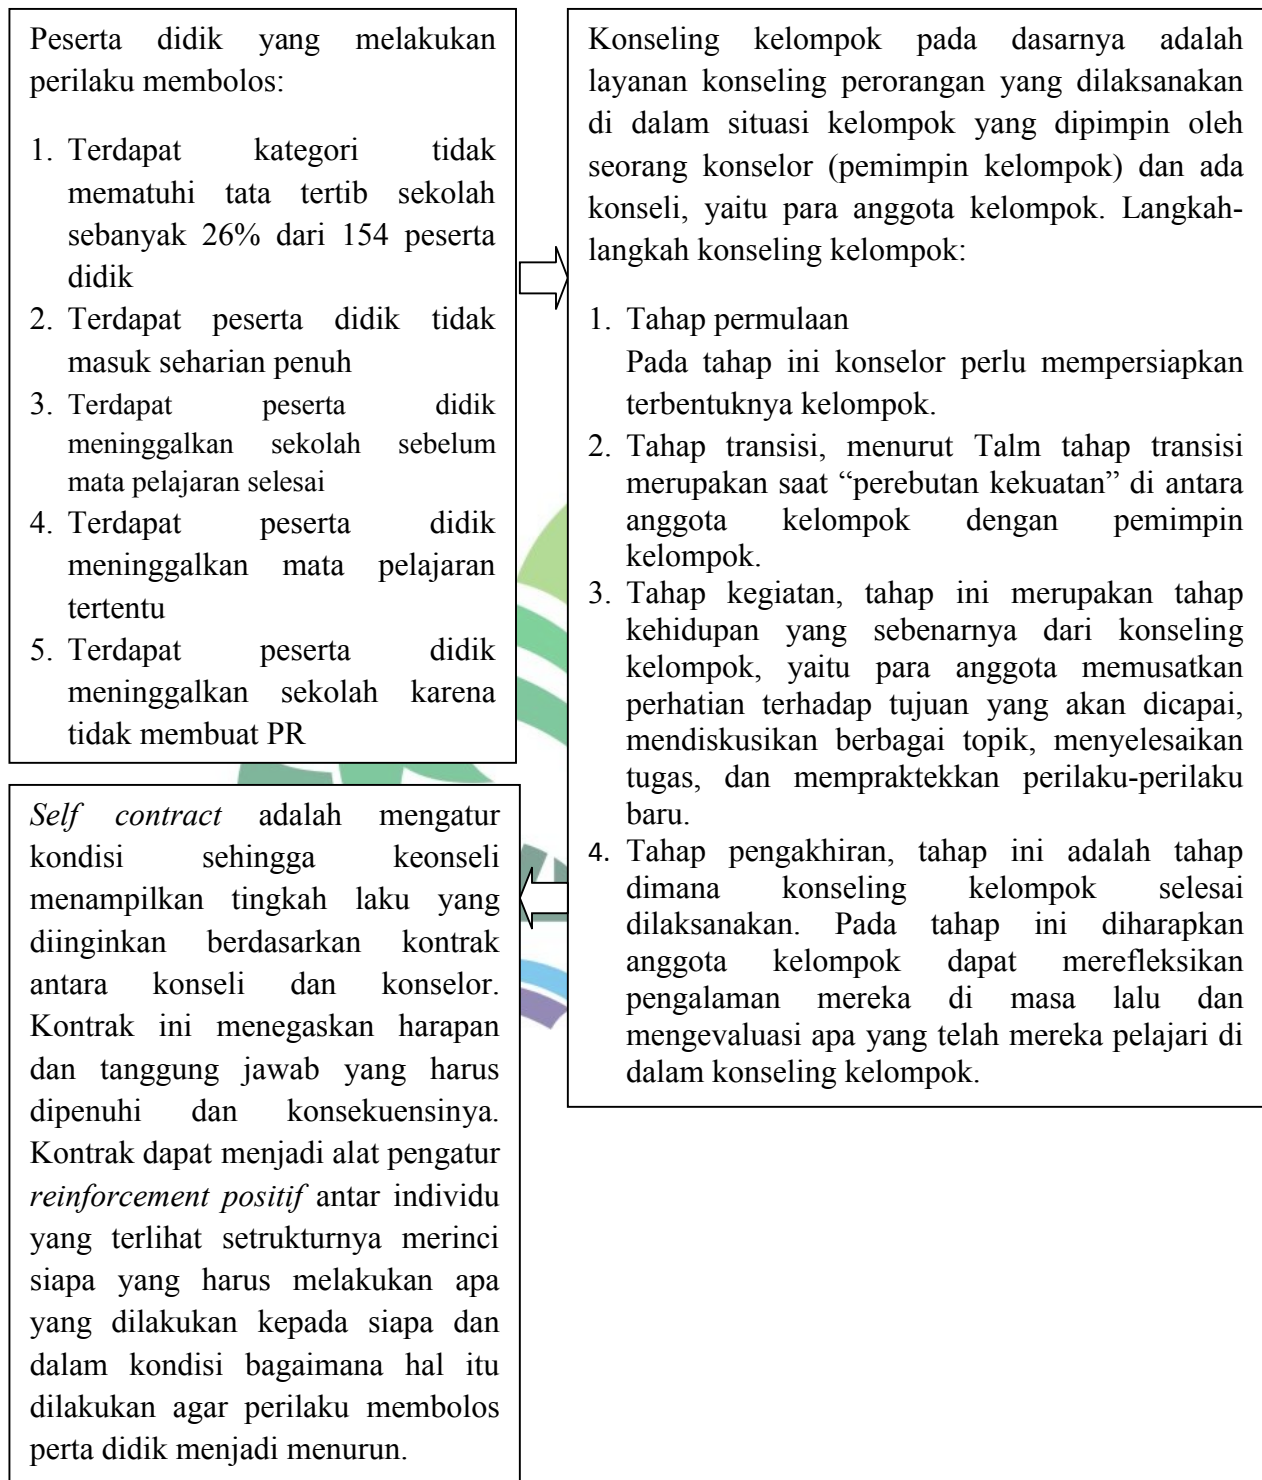 Peserta didik yang melakukan
perilaku membolos:
1. Terdapat kategori tidak
mematuhi tata tertib sekolah
sebanyak 26% dari 154 peserta
didik
2. Terdapat peserta didik tidak
masuk seharian penuh
3. Terdapat peserta didik
meninggalkan sekolah sebelum
mata pelajaran selesai
4. Terdapat peserta didik
meninggalkan mata pelajaran
tertentu
5. Terdapat peserta didik
meninggalkan sekolah karena
tidak membuat PR
Konseling kelompok pada dasarnya adalah
layanan konseling perorangan yang dilaksanakan
di dalam situasi kelompok yang dipimpin oleh
seorang konselor (pemimpin kelompok) dan ada
konseli, yaitu para anggota kelompok. Langkah-
langkah konseling kelompok:
1. Tahap permulaan
Pada tahap ini konselor perlu mempersiapkan
terbentuknya kelompok.
2. Tahap transisi, menurut Talm tahap transisi
merupakan saat “perebutan kekuatan” di antara
anggota kelompok dengan pemimpin
kelompok.
3. Tahap kegiatan, tahap ini merupakan tahap
kehidupan yang sebenarnya dari konseling
kelompok, yaitu para anggota memusatkan
perhatian terhadap tujuan yang akan dicapai,
mendiskusikan berbagai topik, menyelesaikan
tugas, dan mempraktekkan perilaku-perilaku
baru.
4. Tahap pengakhiran, tahap ini adalah tahap
dimana konseling kelompok selesai
dilaksanakan. Pada tahap ini diharapkan
anggota kelompok dapat merefleksikan
pengalaman mereka di masa lalu dan
mengevaluasi apa yang telah mereka pelajari di
dalam konseling kelompok.
Self contract adalah mengatur
kondisi sehingga keonseli
menampilkan tingkah laku yang
diinginkan berdasarkan kontrak
antara konseli dan konselor.
Kontrak ini menegaskan harapan
dan tanggung jawab yang harus
dipenuhi dan konsekuensinya.
Kontrak dapat menjadi alat pengatur
reinforcement positif antar individu
yang terlihat setrukturnya merinci
siapa yang harus melakukan apa
yang dilakukan kepada siapa dan
dalam kondisi bagaimana hal itu
dilakukan agar perilaku membolos
perta didik menjadi menurun.